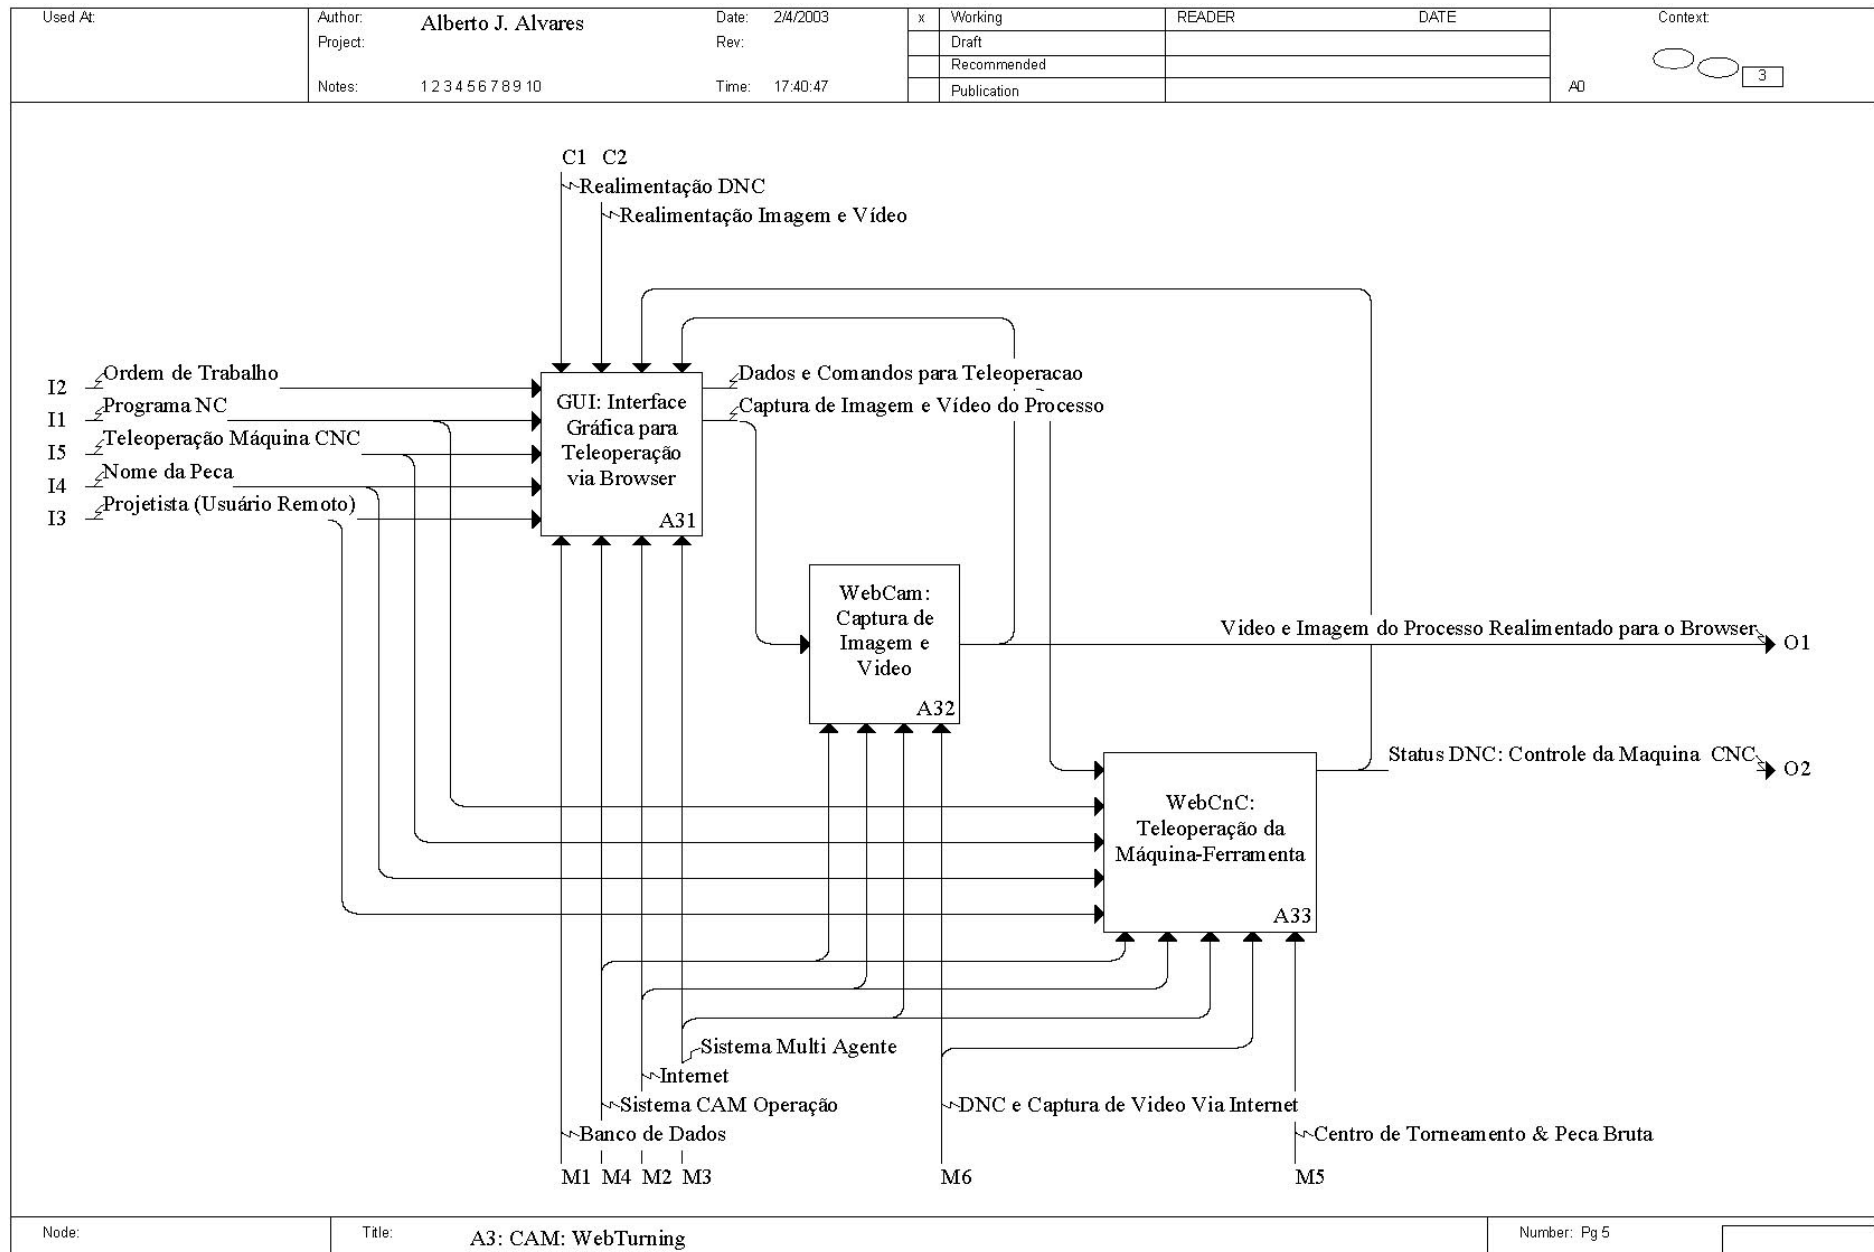 Used At:
Author: Alberto J. Alvares
Date: 2/4/2003
x Working
READER DATE
Context:
Project:
Rev:
Draft
Recommended
3
Notes: 1 2 3 4 5 6 7 8 9 10
Time: 17:40:47
Publication
A0
C1 C2
Realimentação DNC
Realimentação Imagem e Vídeo
I2 Ordem de Trabalho
I1 Programa NC
I5 Teleoperação Máquina CNC
I4 Nome da Peca
I3 Projetista (Usuário Remoto)
GUI: Interface
Gráfica para
Teleoperação
via Browser
A31
Dados e Comandos para Teleoperacao
Captura de Imagem e Vídeo do Processo
WebCam:
Captura de
Imagem e
Video
A32
Video e Imagem do Processo Realimentado para o Browser
O1
Status DNC: Controle da Maquina CNC
O2
WebCnC:
Teleoperação da
Máquina-Ferramenta
A33
Sistema Multi Agente
Internet
Sistema CAM Operação
DNC e Captura de Video Via Internet
Banco de Dados
Centro de Torneamento & Peca Bruta
M1 M4 M2 M3
M6
M5
Node:
Title: A3: CAM: WebTurning
Number: Pg 5